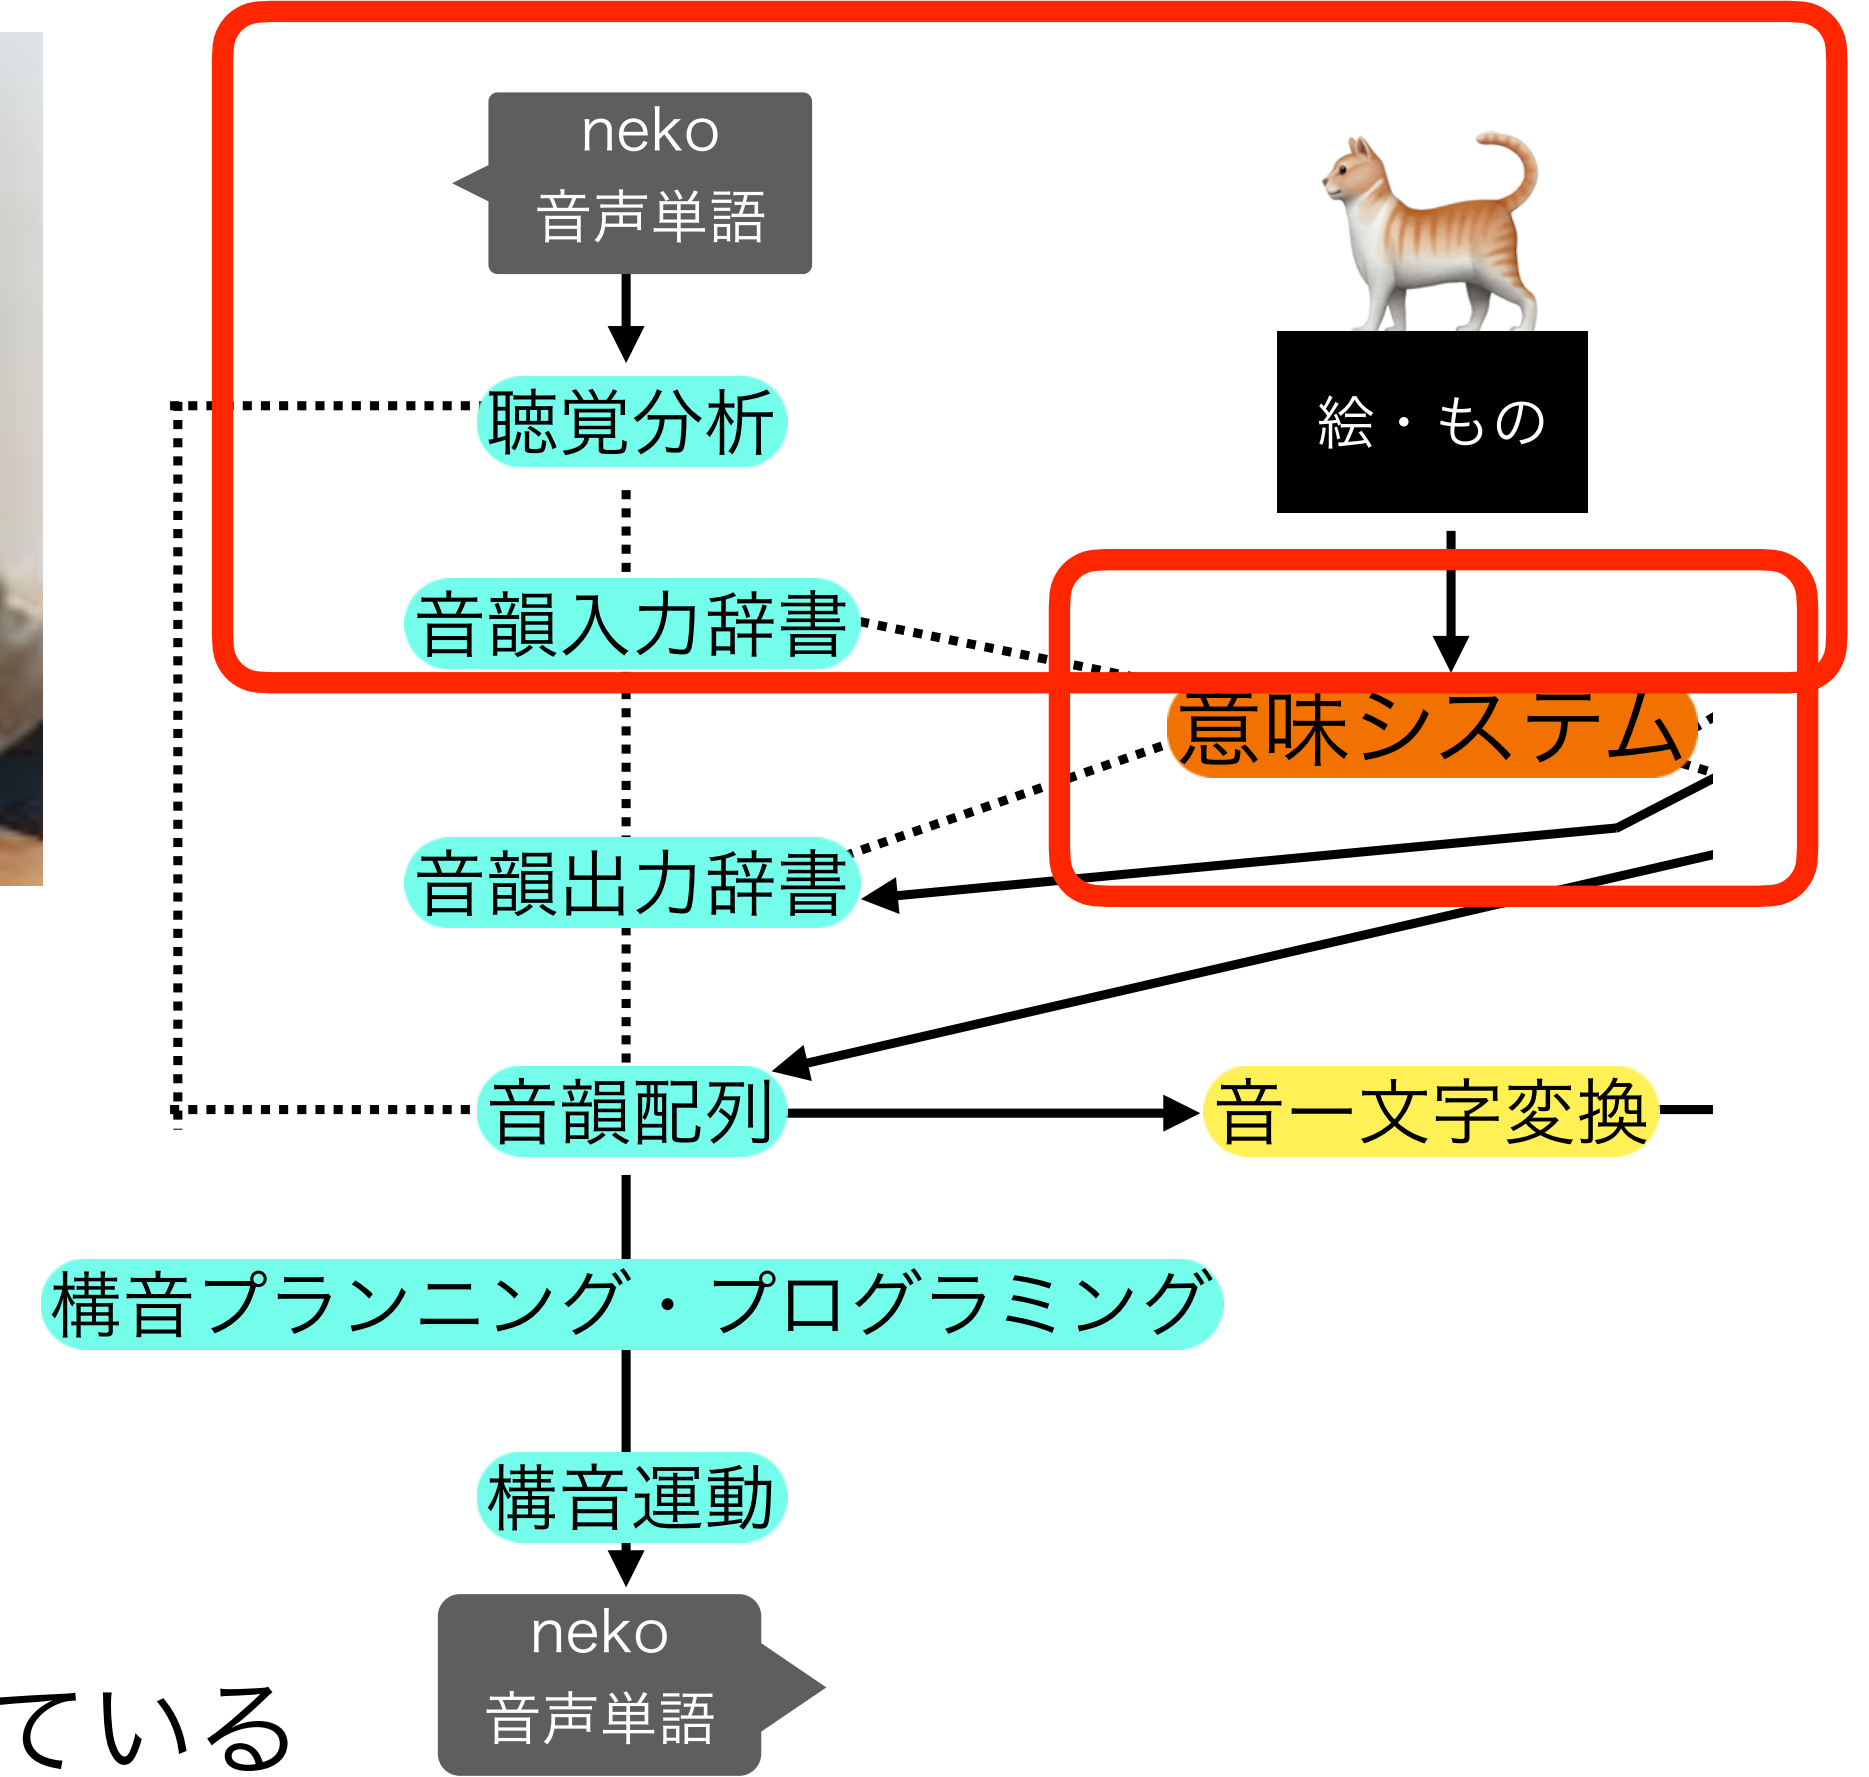 neko
音声単語
聴覚分析
絵・もの
音韻入力辞書
意味システム
音韻出力辞書
音韻配列
音ー文字変換
構音プランニング・プログラミング
構音運動
neko
音声単語
ている